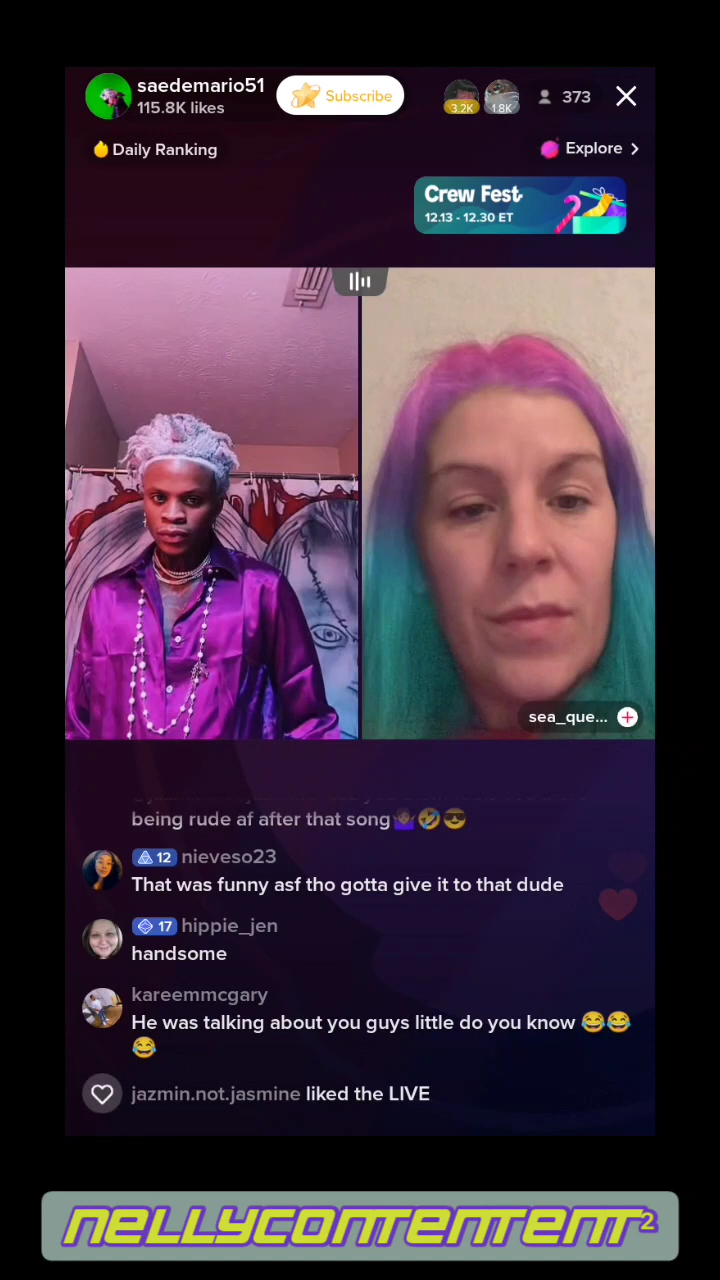 saedemario51
115.8K likes
Subscribe
3.2K
1.8K
373
Daily Ranking
Explore
Crew Fest
12.13 - 12.30 ET
sea_que...
being rude af after that song🤷🏾‍♀️🤣😎
12 nieveso23
That was funny asf tho gotta give it to that dude
17 hippie_jen
handsome
kareemmcgary
He was talking about you guys little do you know 😂😂
😂
jazmin.not.jasmine liked the LIVE
NELLYCONTENTENT²